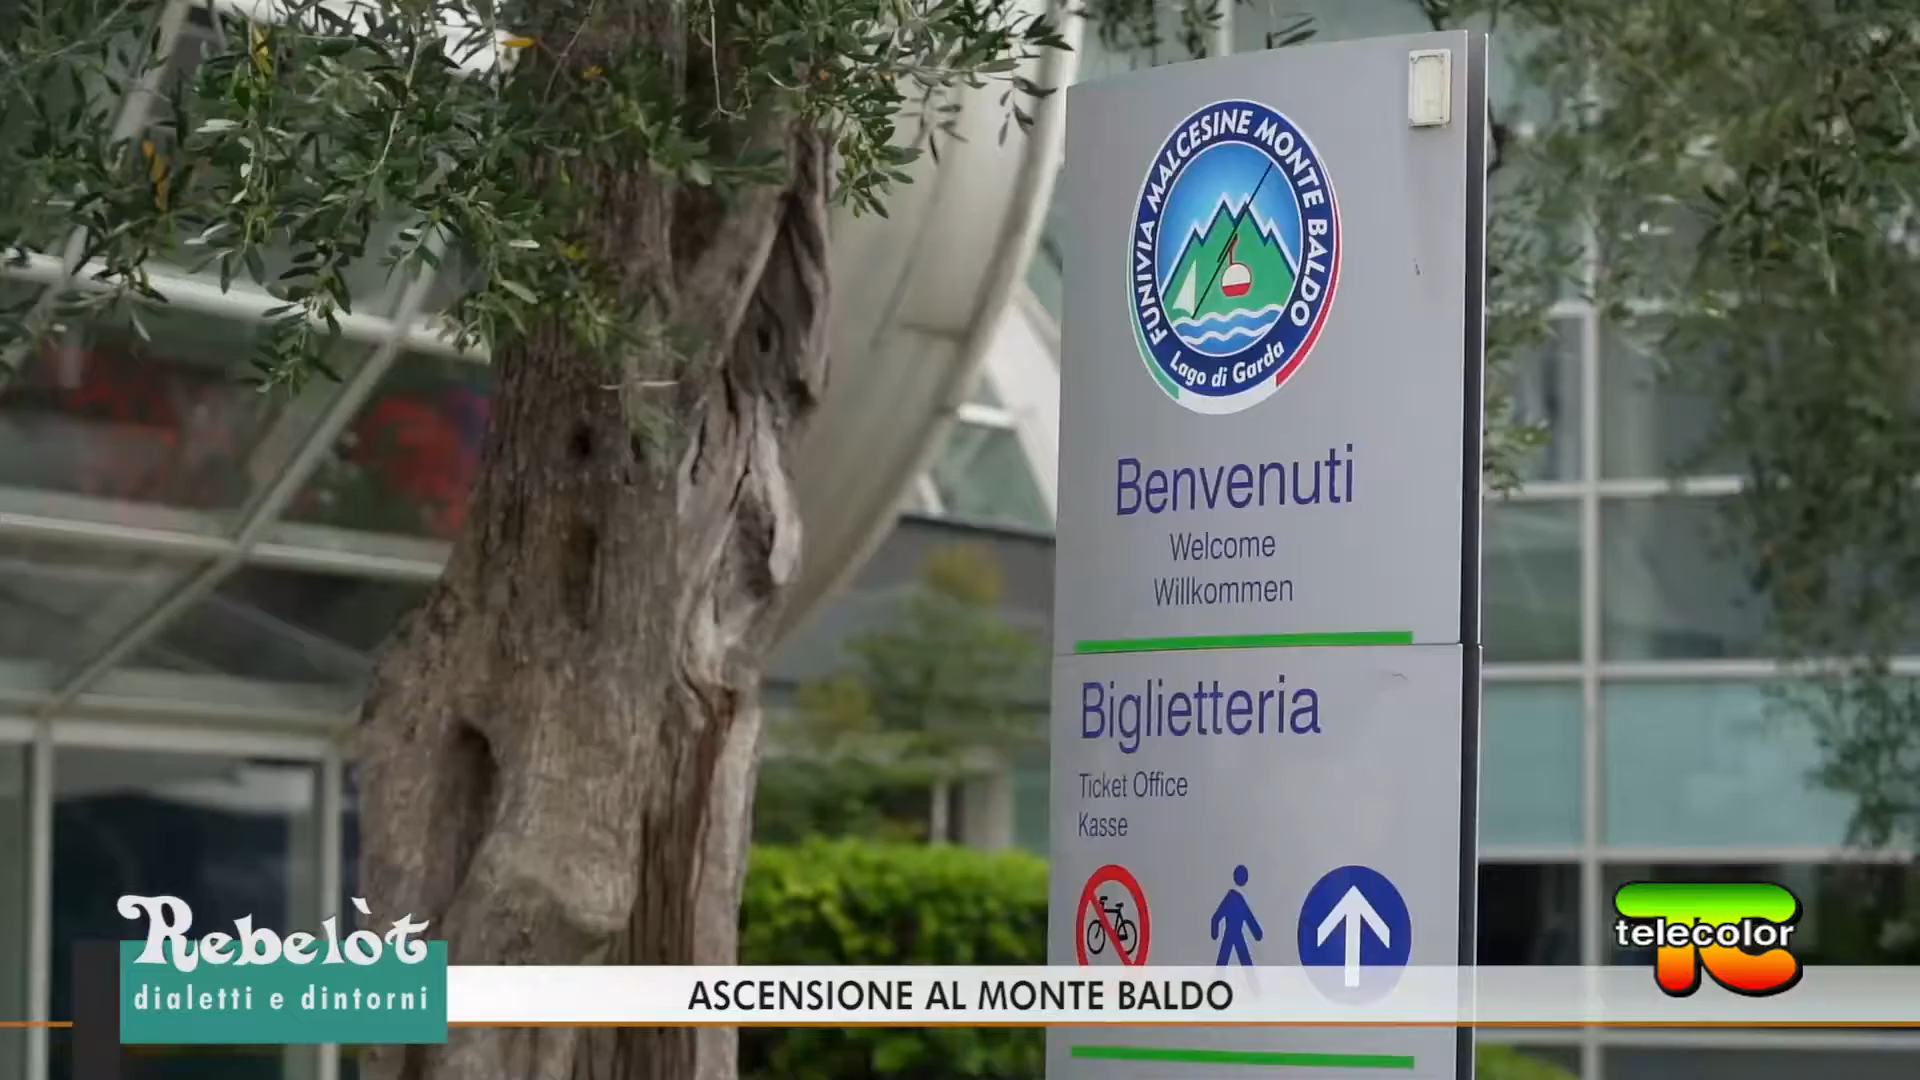 FUNIVIA MALCESINE MONTE BALDO
Lago di Garda
Benvenuti
Welcome
Willkommen
Biglietteria
Ticket Office
Kasse
Rebelòt
dialetti e dintorni
ASCENSIONE AL MONTE BALDO
telecolor